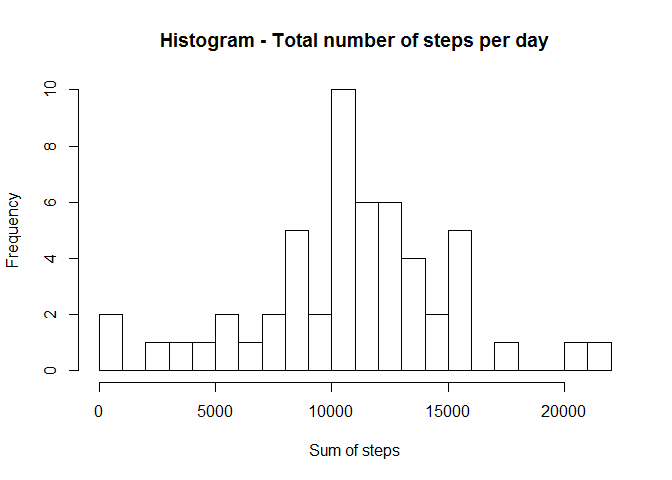 Histogram - Total number of steps per day
Frequency
10
8
6
4
2
0
0 5000 10000 15000 20000
Sum of steps